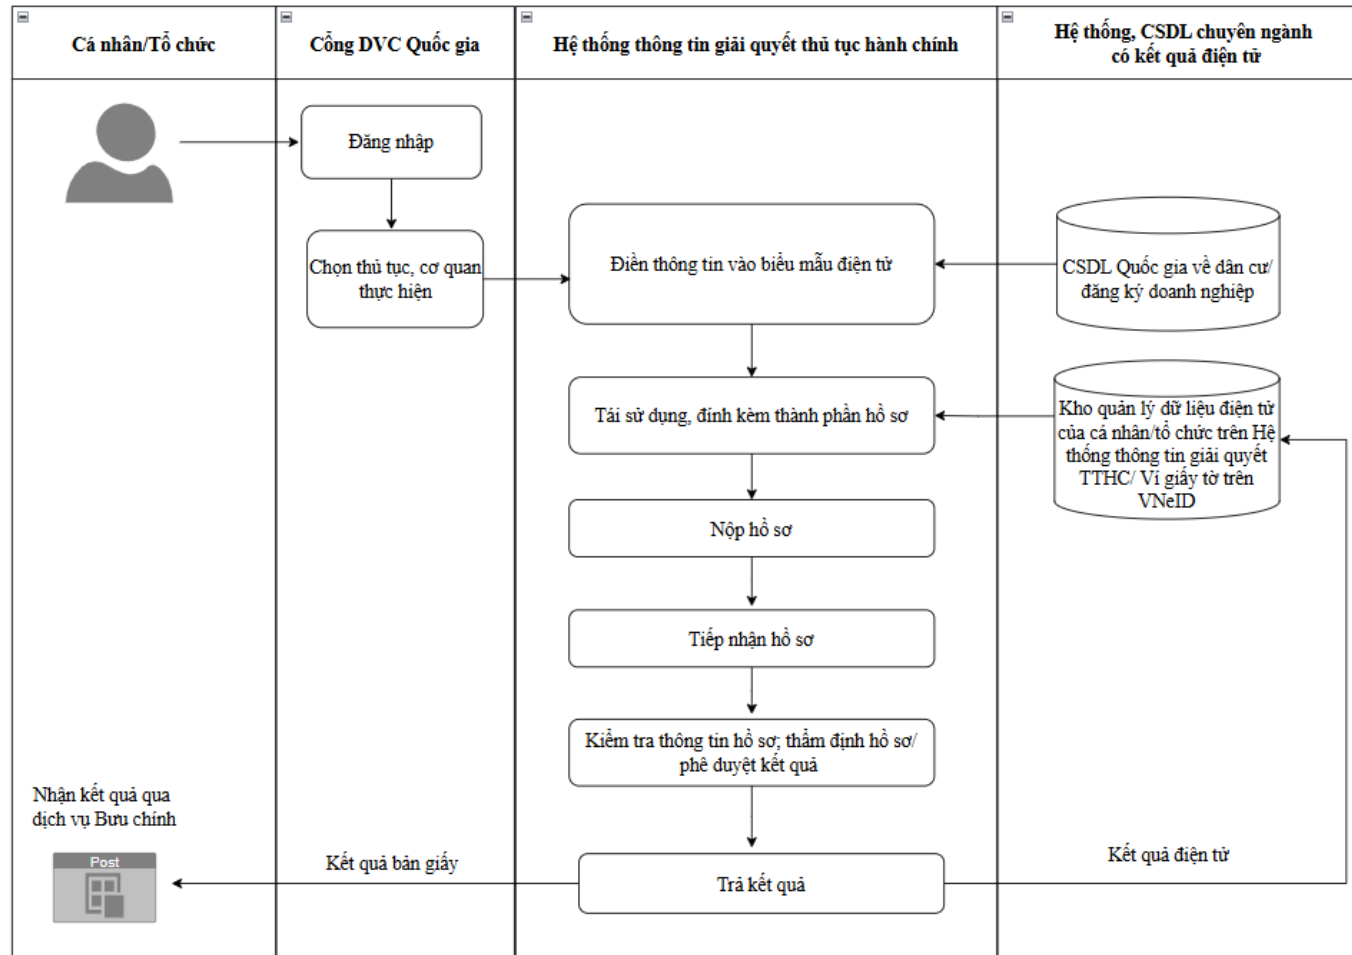 Cá nhân/Tổ chức
Cổng DVC Quốc gia
Hệ thống thông tin giải quyết thủ tục hành chính
Hệ thống, CSDL chuyên ngành
có kết quả điện tử
Đăng nhập
Chọn thủ tục, cơ quan
thực hiện
Điền thông tin vào biểu mẫu điện tử
CSDL Quốc gia về dân cư/
đăng ký doanh nghiệp
Tái sử dụng, đính kèm thành phần hồ sơ
Kho quản lý dữ liệu điện tử
của cá nhân/tổ chức trên Hệ
thống thông tin giải quyết
TTHC/ Ví giấy tờ trên
VNeID
Nộp hồ sơ
Tiếp nhận hồ sơ
Kiểm tra thông tin hồ sơ; thẩm định hồ sơ/
phê duyệt kết quả
Nhận kết quả qua
dịch vụ Bưu chính
Post
Kết quả bản giấy
Trả kết quả
Kết quả điện tử